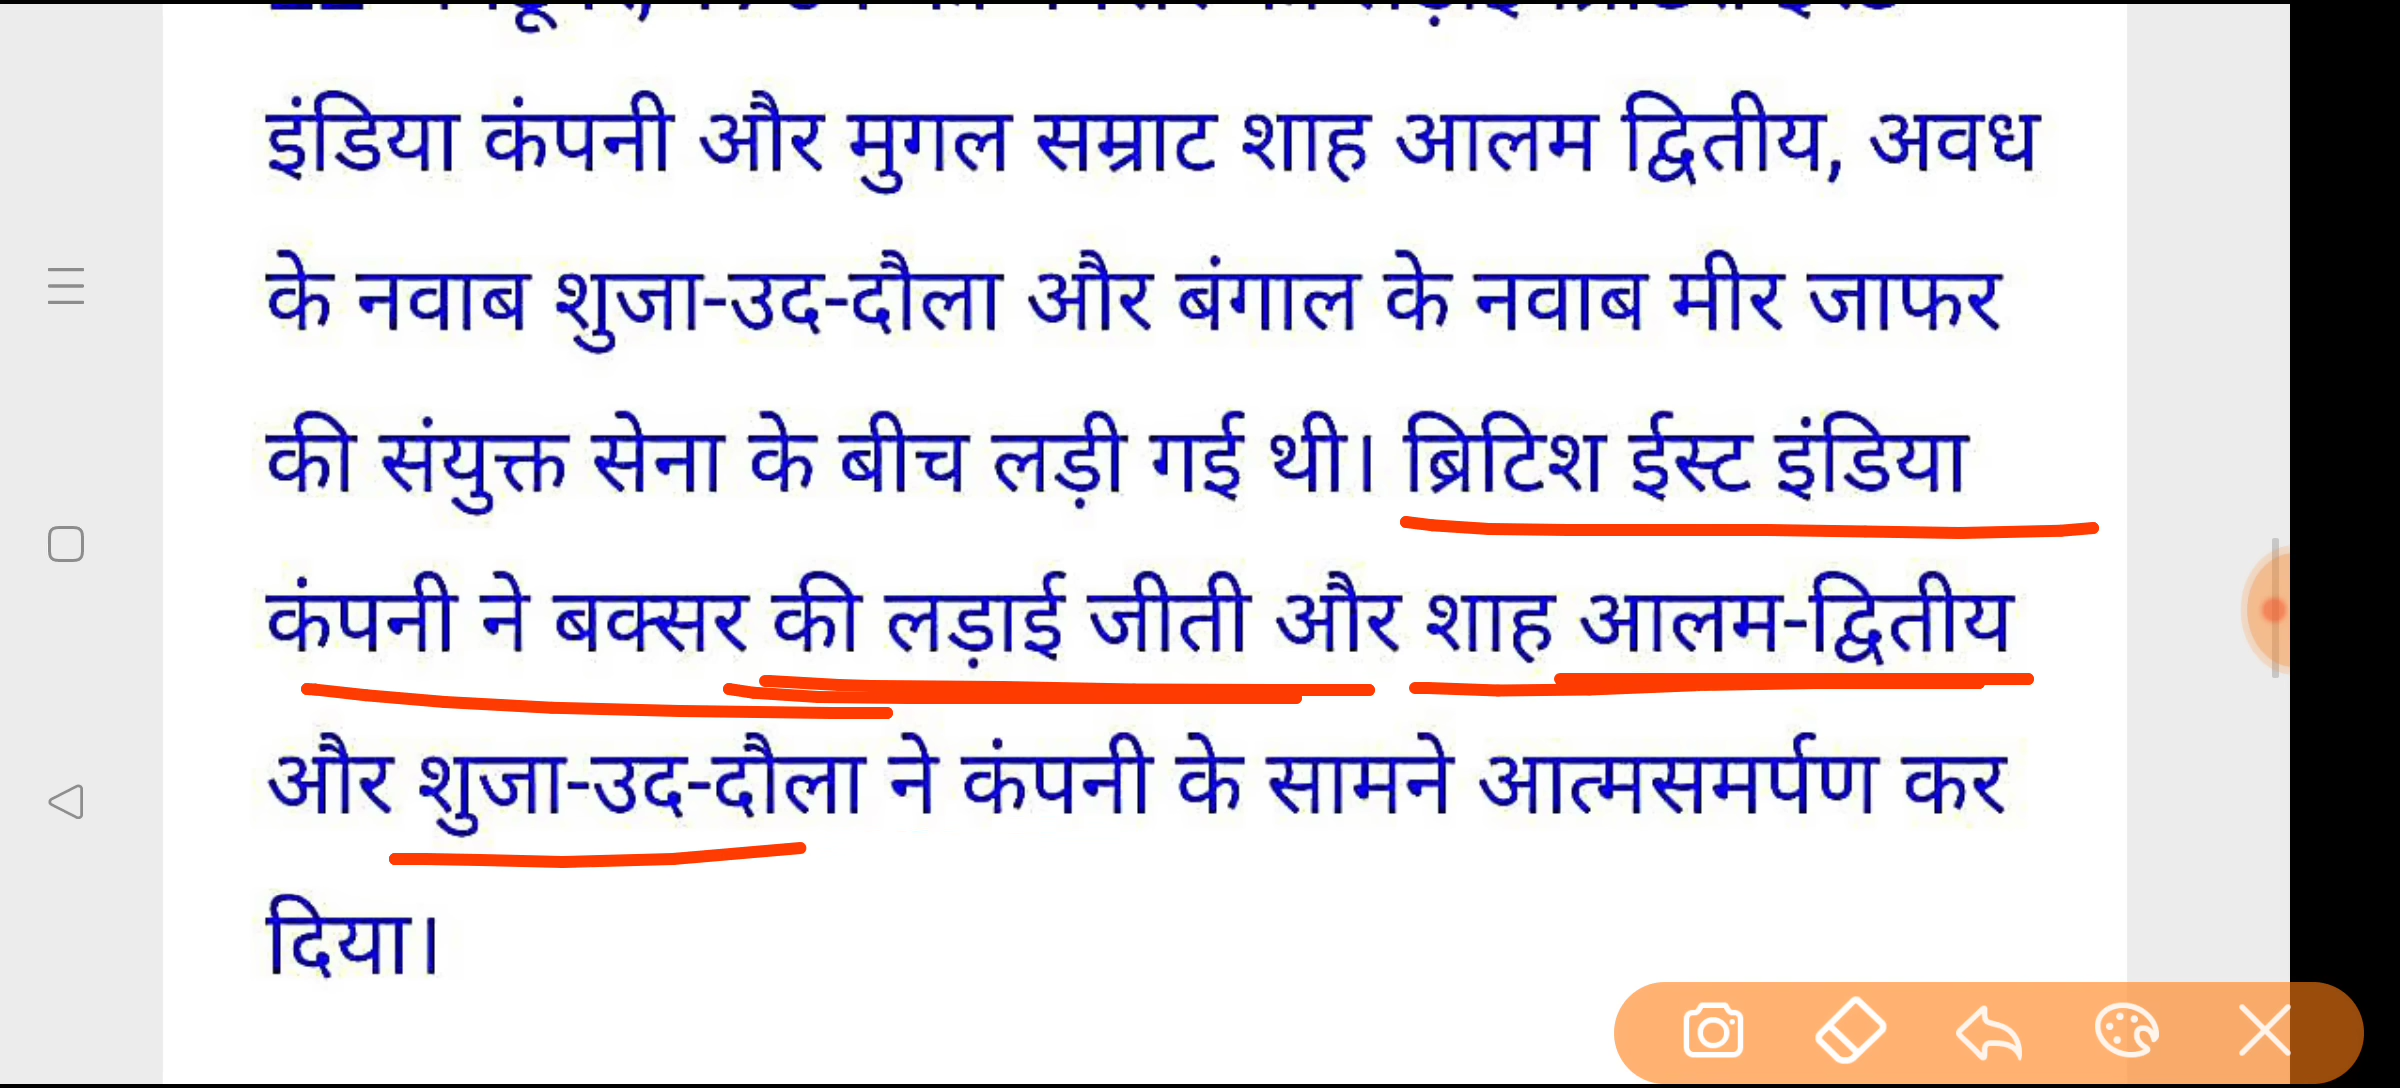 इंडिया कंपनी और मुगल सम्राट शाह आलम द्वितीय, अवध
के नवाब शुजा-उद-दौला और बंगाल के नवाब मीर जाफर
की संयुक्त सेना के बीच लड़ी गई थी। ब्रिटिश ईस्ट इंडिया
कंपनी ने बक्सर की लड़ाई जीती और शाह आलम-द्वितीय
और शुजा-उद-दौला ने कंपनी के सामने आत्मसमर्पण कर
दिया।